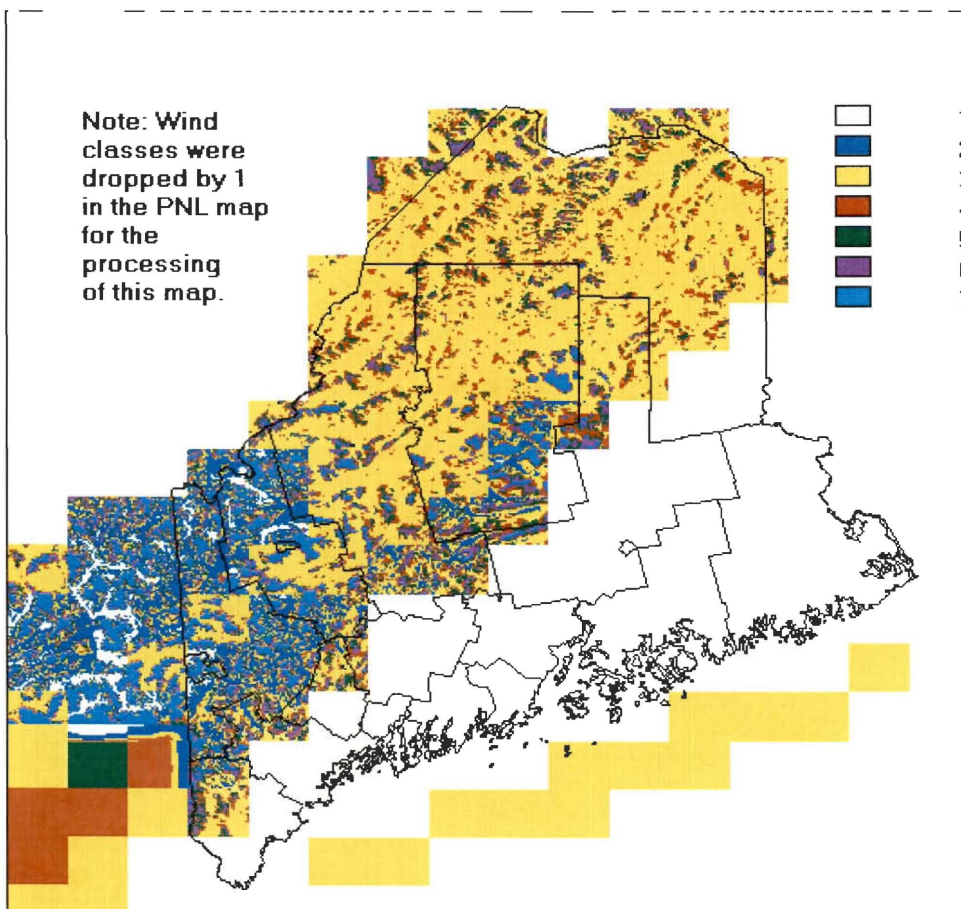 Note: Wind
classes were
dropped by 1
in the PNL map
for the
processing
of this map.